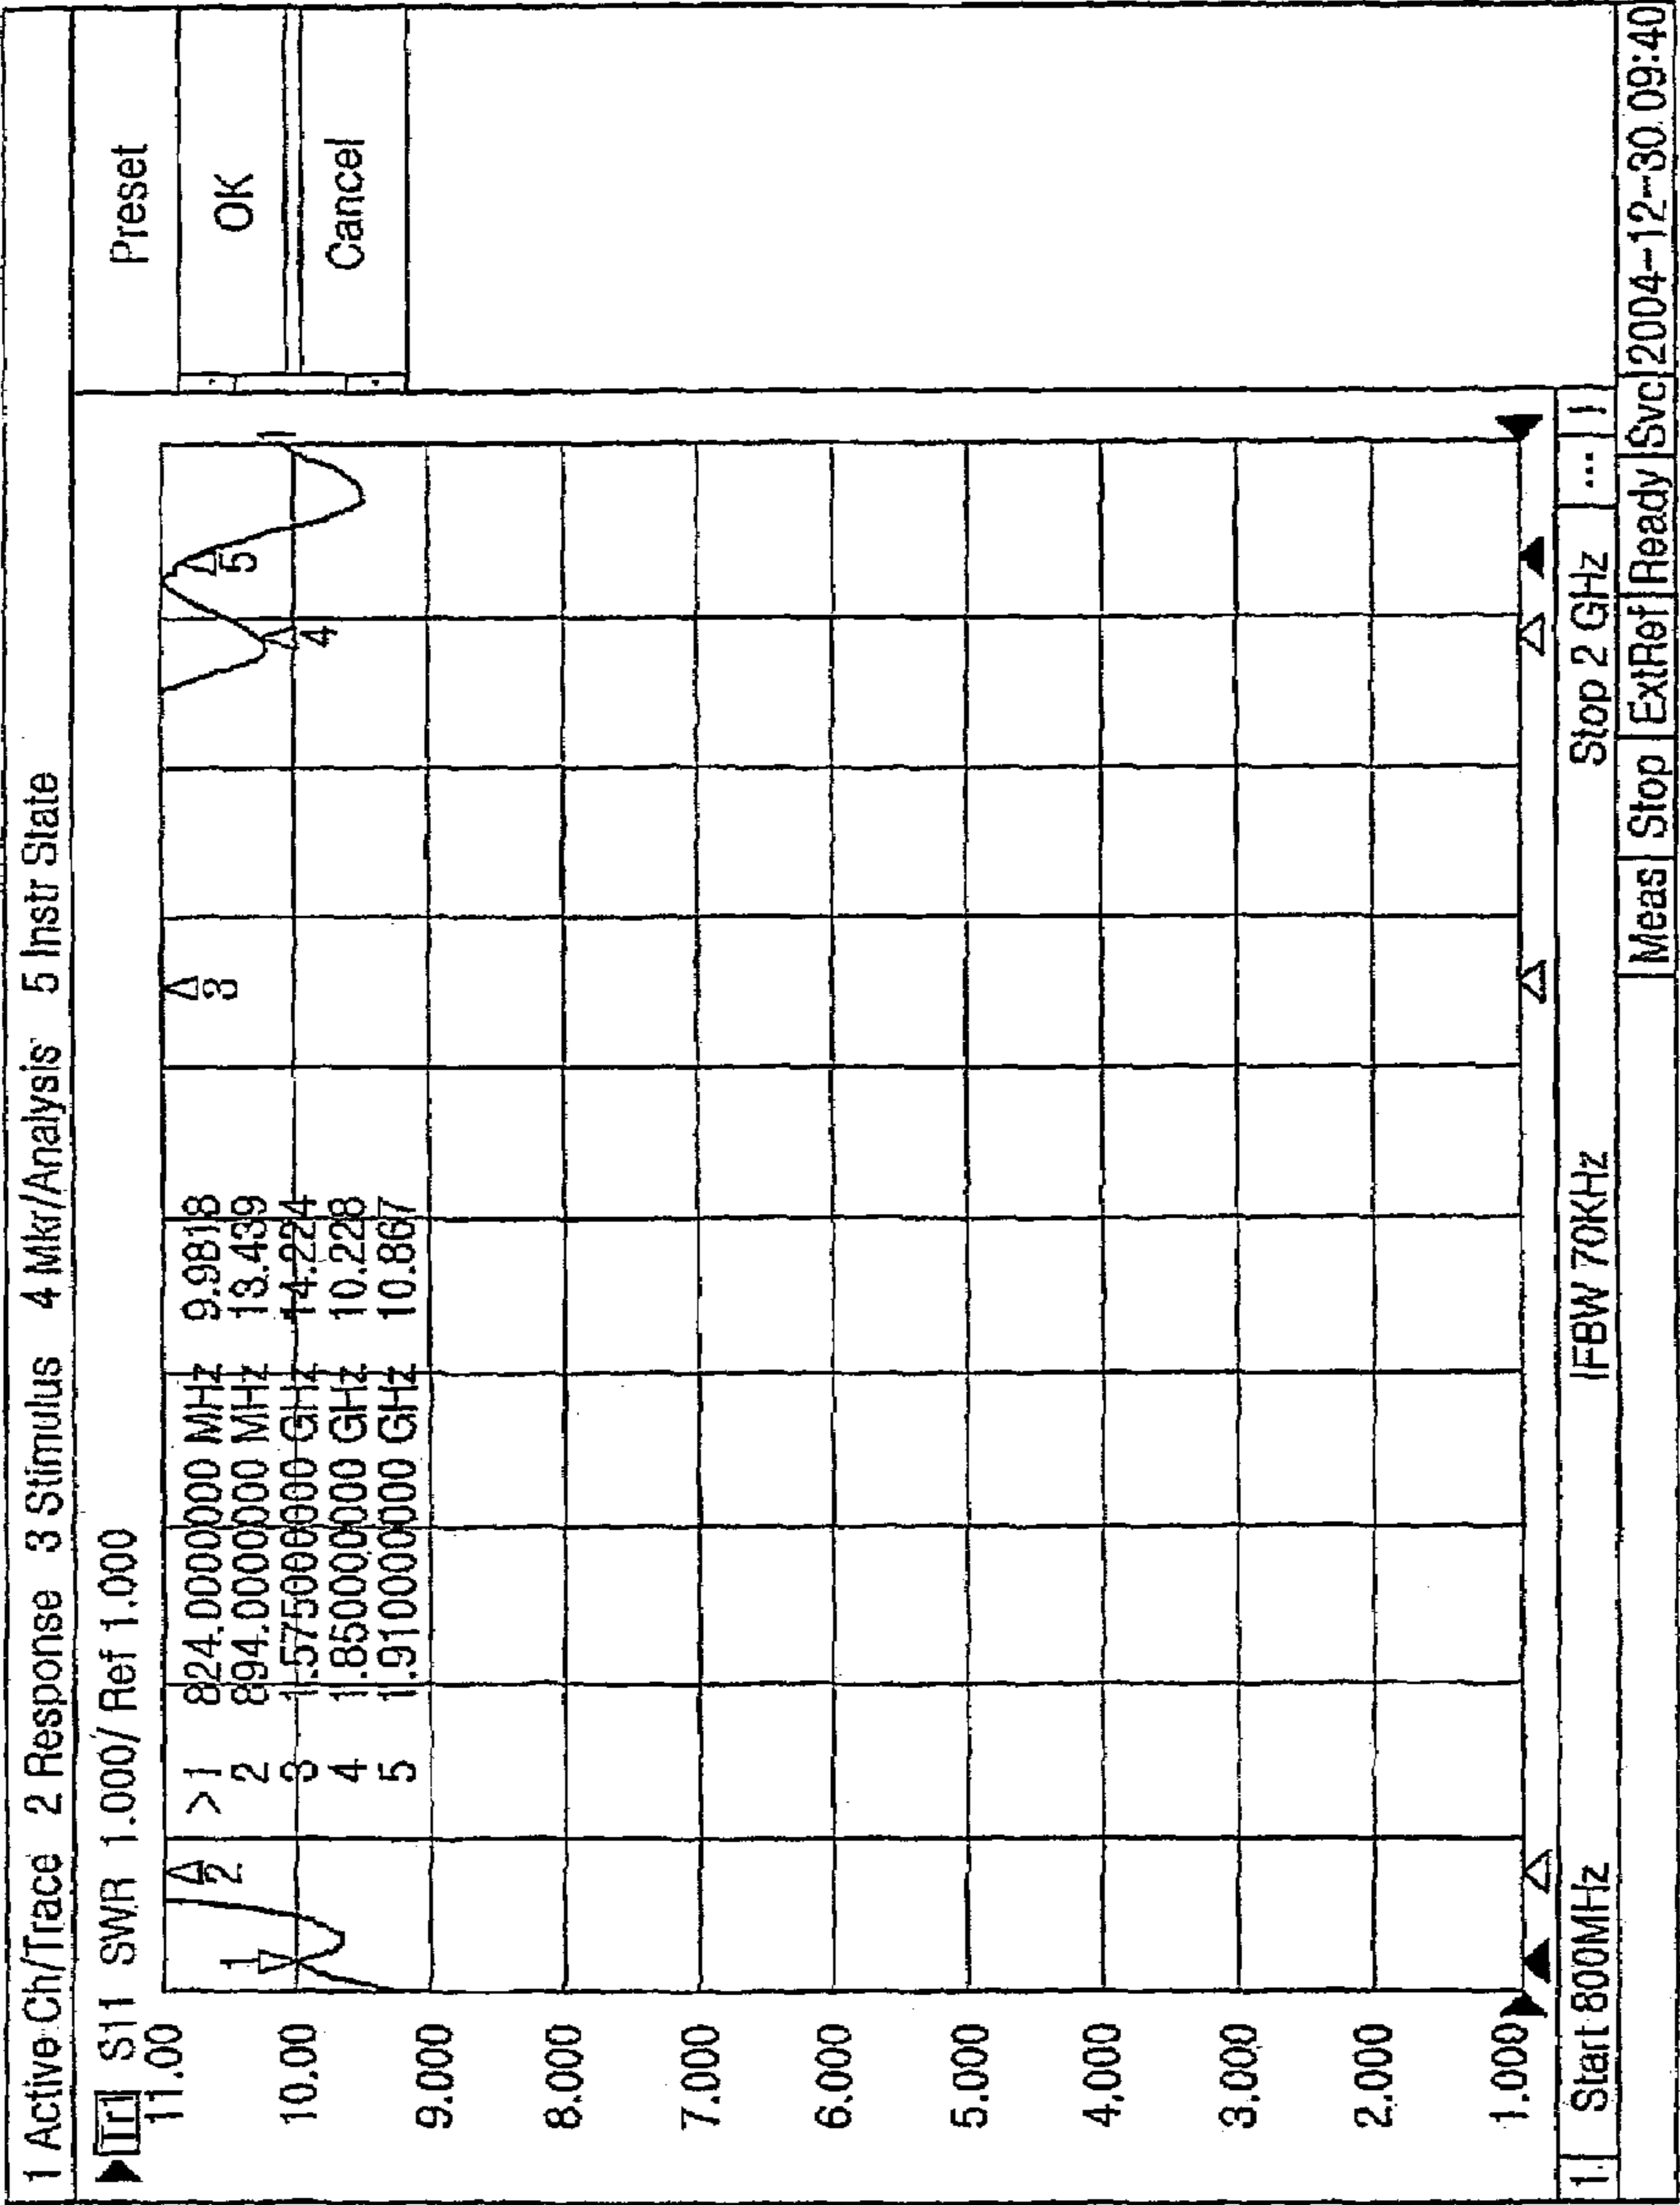 1 Active Ch/Trace 2 Response 3 Stimulus 4 Mkr/Analysis 5 Instr State
▶Tr1 S11 SWR 1.000/ Ref 1.000
Preset
OK
Cancel
11.00
10.00
9.000
8.000
7.000
6.000
5.000
4.000
3.000
2.000
1.000
>1 824.0000000 MHz 9.9818
2 894.0000000 MHz 13.439
3 1.575000000 GHz 14.224
4 1.850000000 GHz 10.228
5 1.910000000 GHz 10.867
1
2
3
4
5
1
1 Start 800MHz IFBW 70KHz Stop 2 GHz ...
Meas Stop ExtRef Ready Svc 2004-12-30 09:40